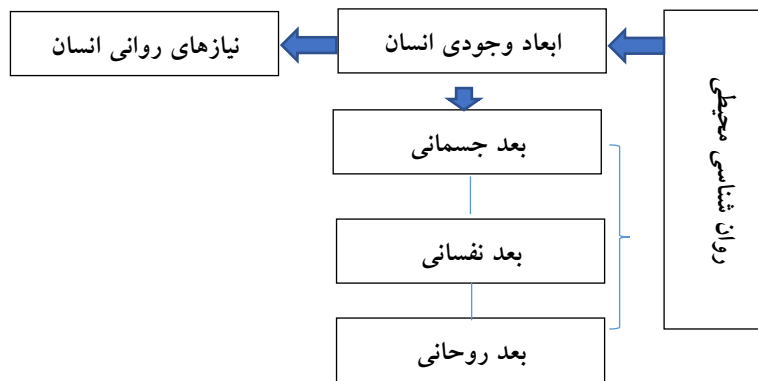 روان شناسی محیطی
ابعاد وجودی انسان
نیازهای روانی انسان
بعد جسمانی
بعد نفسانی
بعد روحانی